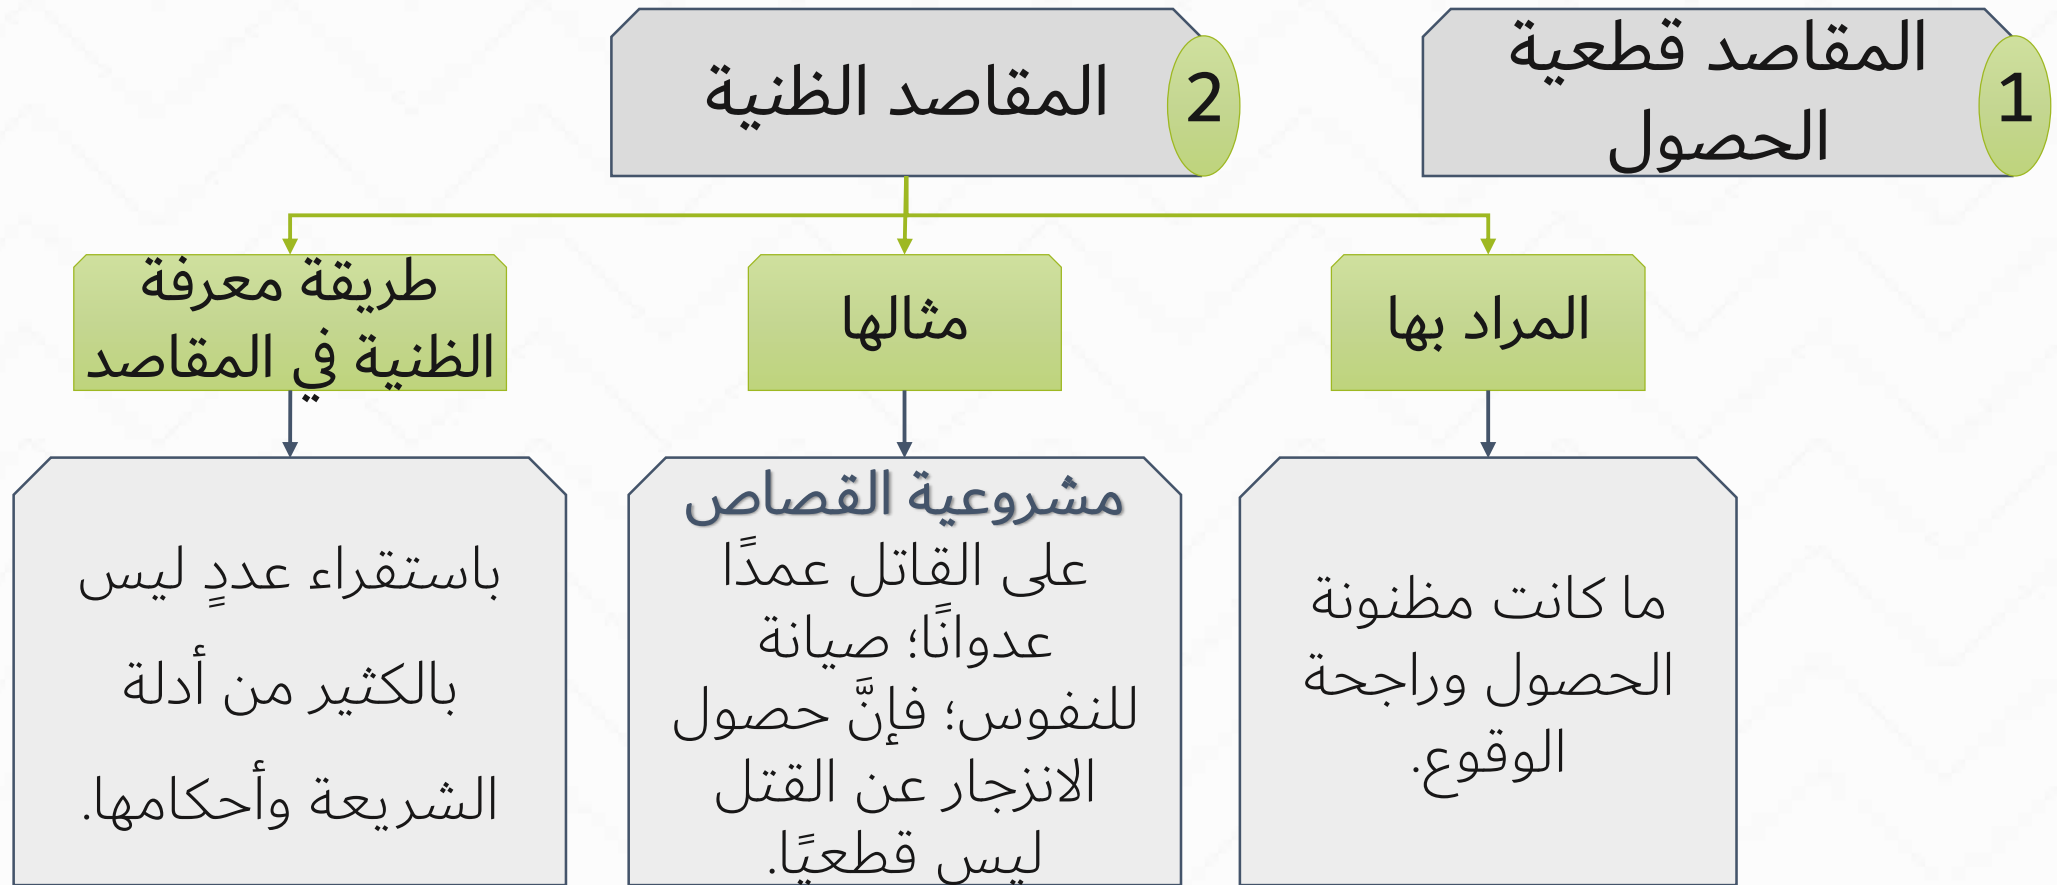 1
المقاصد قطعية
الحصول
2
المقاصد الظنية
المراد بها
ما كانت مظنونة
الحصول وراجحة
الوقوع.
مثالها
مشروعية القصاص
على القاتل عمدًا
عدوانًا؛ صيانة
للنفوس؛ فإنَّ حصول
الانزجار عن القتل
ليس قطعيًا.
طريقة معرفة
الظنية في المقاصد
باستقراء عددٍ ليس
بالكثير من أدلة
الشريعة وأحكامها.